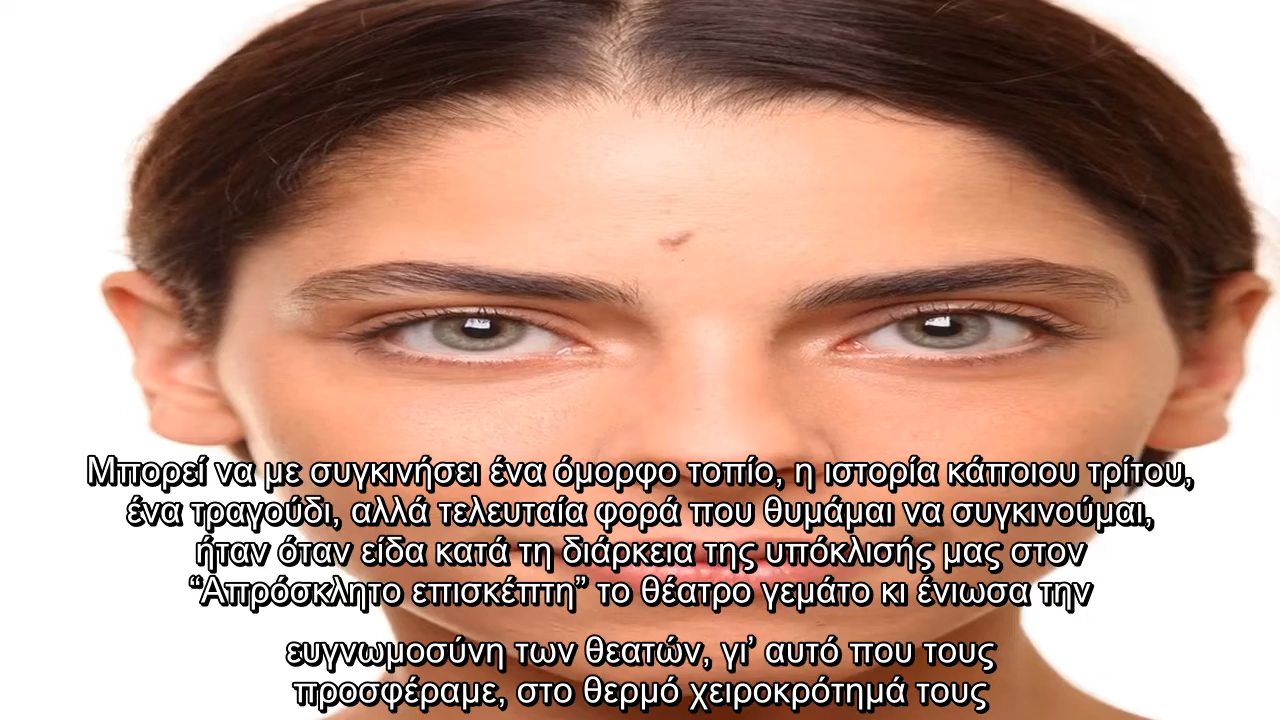 Μπορεί να με συγκινήσει ένα όμορφο τοπίο, η ιστορία κάποιου τρίτου,
ένα τραγούδι, αλλά τελευταία φορά που θυμάμαι να συγκινούμαι,
ήταν όταν είδα κατά τη διάρκεια της υπόκλισής μας στον
“Απρόσκλητο επισκέπτη” το θέατρο γεμάτο κι ένιωσα την
ευγνωμοσύνη των θεατών, γι’ αυτό που τους
προσφέραμε, στο θερμό χειροκρότημά τους